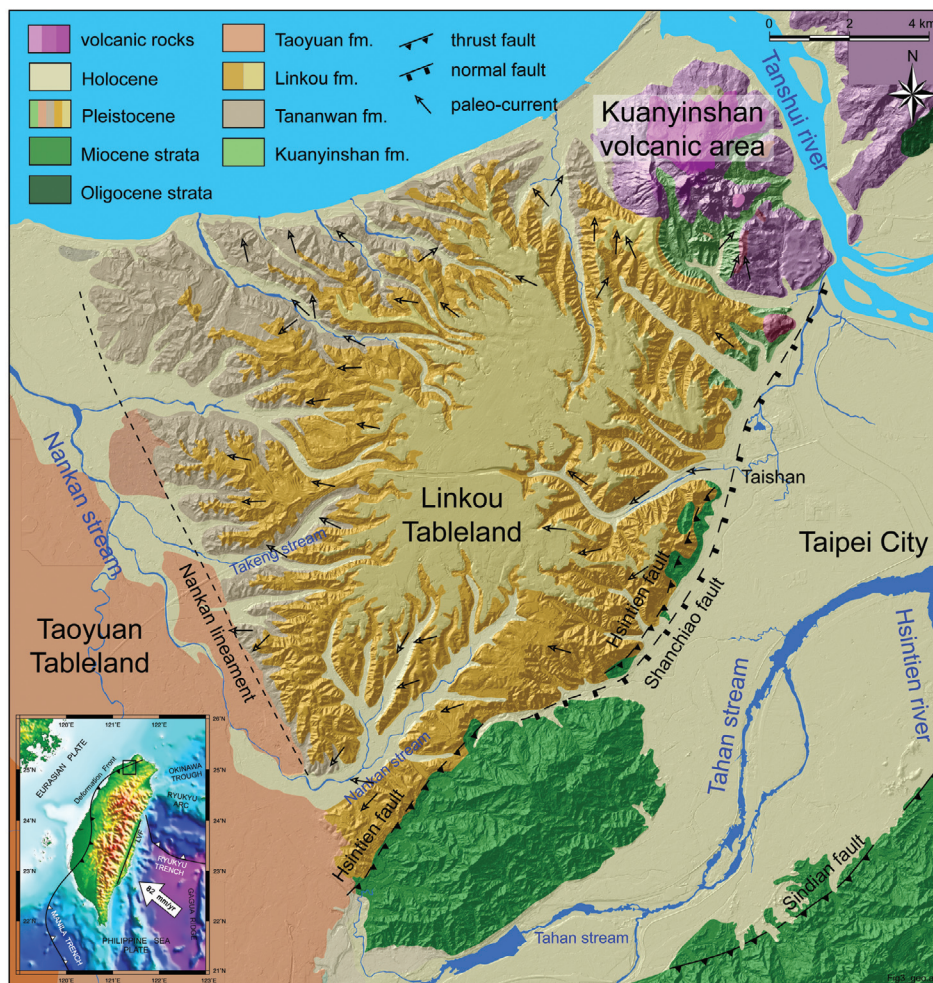 volcanic rocks
Holocene
Pleistocene
Miocene strata
Oligocene strata
Taoyuan fm.
Linkou fm.
Tananwan fm.
Kuanyinshan fm.
thrust fault
normal fault
paleo-current
0 2 4 km
N
Kuanyinshan
volcanic area
Tanshui river
Nankan stream
Takeng stream
Nankan lineament
Linkou
Tableland
Taishan
Taipei City
Hsintien fault
Shanchiao fault
Taoyuan
Tableland
Nankan stream
Hsintien fault
Tahan stream
Hsintien river
Tahan stream
Sindian fault
120°E 121°E 122°E
26°N
25°N
24°N
23°N
22°N
21°N
120°E 121°E 122°E
EURASIAN PLATE
Deformation Front
OKINAWA
TROUGH
RYUKYU
ARC
LVF
RYUKYU
TRENCH
82 mm/yr
GAGUA RIDGE
MANILA TRENCH
PHILIPPINE SEA
PLATE